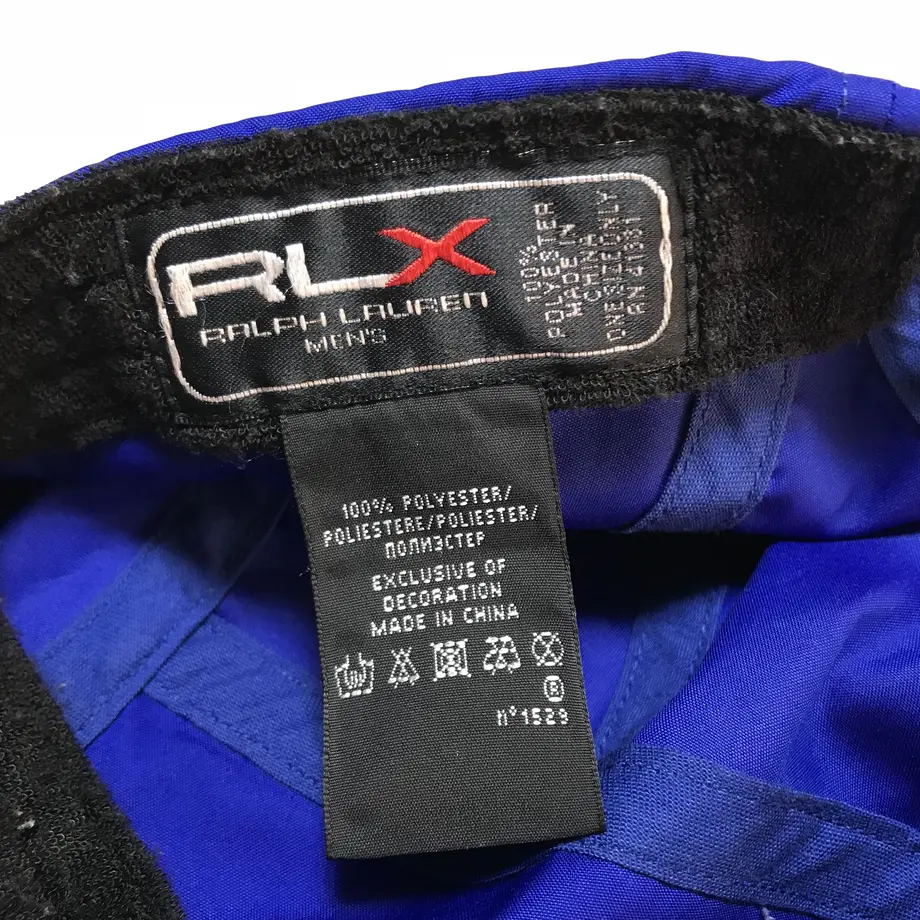 RLX
RALPH LAUREN
MEN'S
100%
POLYESTER
MADE IN
CHINA
ONE SIZE ONLY
RN 41381
100% POLYESTER/
POLIESTERE/POLIESTER/
ПОЛИЭСТЕР
EXCLUSIVE OF
DECORATION
MADE IN CHINA
®
n° 1529